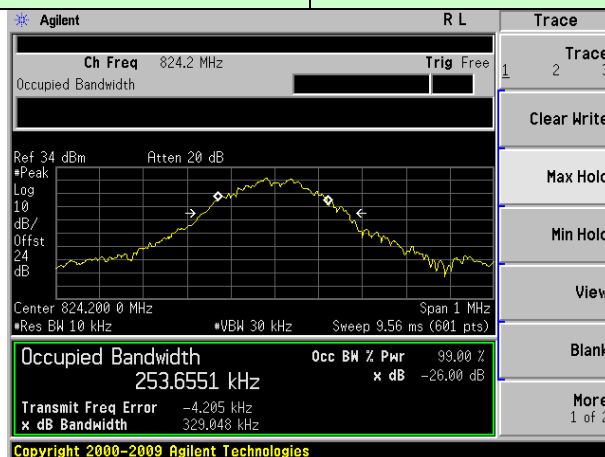 Agilent R L Trace
Ch Freq 824.2 MHz Trig Free
Occupied Bandwidth
Trace
1 2 3
Clear Write
Max Hold
Min Hold
View
Blank
More
1 of 2
Ref 34 dBm Atten 20 dB
#Peak
Log
10
dB/
Offst
24
dB
Center 824.200 0 MHz Span 1 MHz
#Res BW 10 kHz #VBW 30 kHz Sweep 9.56 ms (601 pts)
Occupied Bandwidth Occ BW % Pwr 99.00 %
253.6551 kHz x dB -26.00 dB
Transmit Freq Error -4.205 kHz
x dB Bandwidth 329.048 kHz
Copyright 2000-2009 Agilent Technologies